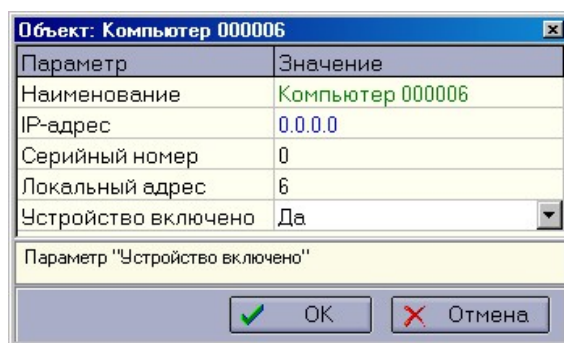 Объект: Компьютер 000006
Параметр Значение
Наименование Компьютер 000006
IP-адрес 0.0.0.0
Серийный номер 0
Локальный адрес 6
Устройство включено Да
Параметр "Устройство включено"
OK Отмена